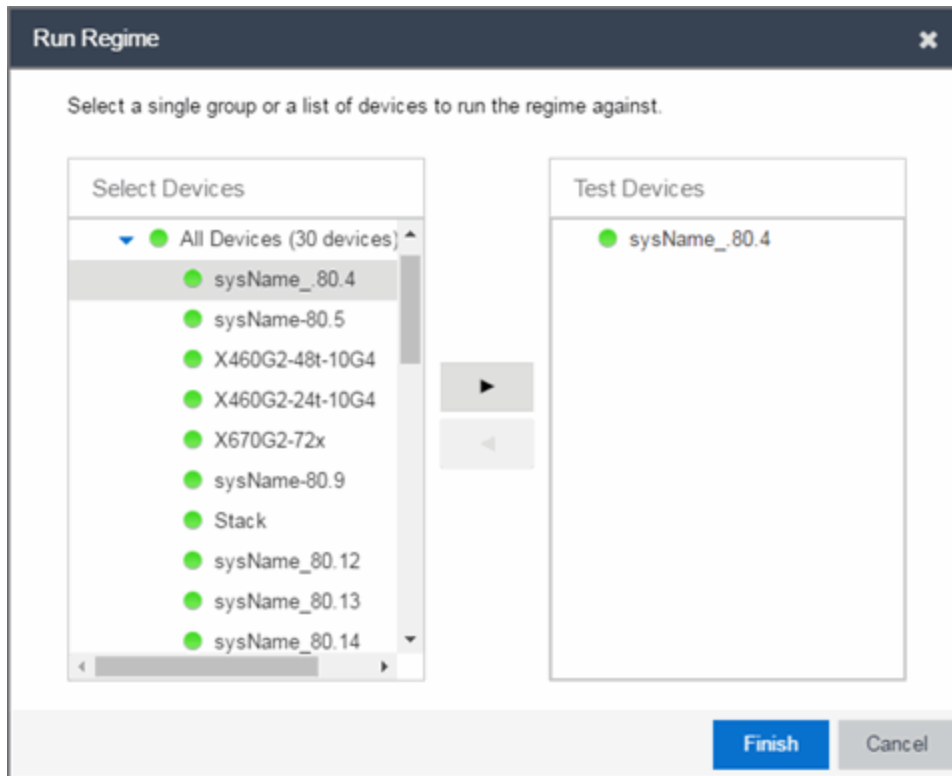 Run Regime
Select a single group or a list of devices to run the regime against.
Select Devices
All Devices (30 devices)
sysName_.80.4
sysName-80.5
X460G2-48t-10G4
X460G2-24t-10G4
X670G2-72x
sysName-80.9
Stack
sysName_80.12
sysName_80.13
sysName_80.14
Test Devices
sysName_.80.4
Finish
Cancel